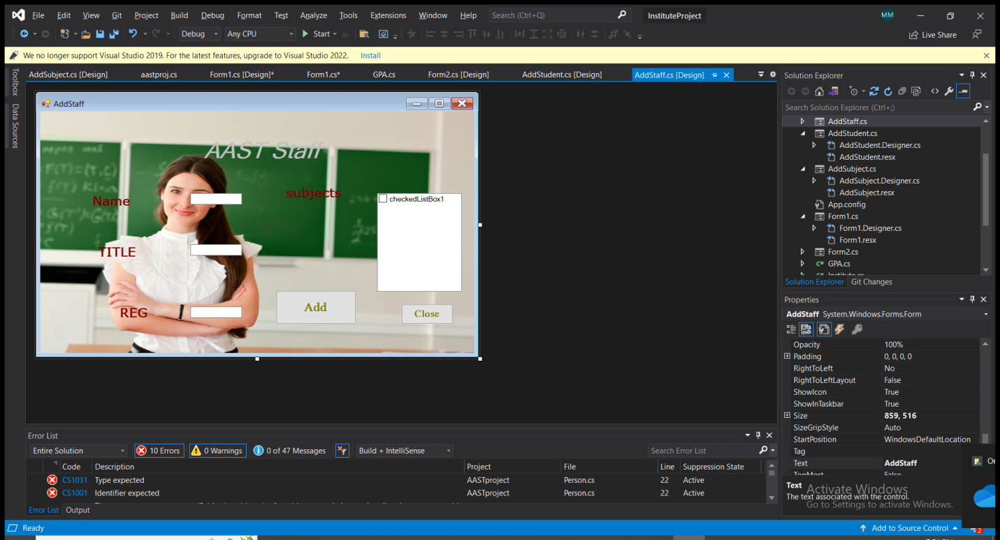 File Edit View Git Project Build Debug Format Test Analyze Tools Extensions Window Help Search (Ctrl+Q) InstituteProject MM
Debug Any CPU Start Live Share
We no longer support Visual Studio 2019. For the latest features, upgrade to Visual Studio 2022. Install
Toolbox
Data Sources
AddSubject.cs [Design] aastproj.cs Form1.cs [Design]* Form1.cs* GPA.cs Form2.cs [Design] AddStudent.cs [Design] AddStaff.cs [Design]
AddStaff
AAST Staff
Name
subjects
checkedListBox1
TITLE
REG
Add
Close
Solution Explorer
Search Solution Explorer (Ctrl+;)
AddStaff.cs
AddStudent.cs
AddStudent.Designer.cs
AddStudent.resx
AddSubject.cs
AddSubject.Designer.cs
AddSubject.resx
App.config
Form1.cs
Form1.Designer.cs
Form1.resx
Form2.cs
GPA.cs
Solution Explorer Git Changes
Properties
AddStaff System.Windows.Forms.Form
Opacity 100%
Padding 0, 0, 0, 0
RightToLeft No
RightToLeftLayout False
ShowIcon True
ShowInTaskbar True
Size 859, 516
SizeGripStyle Auto
StartPosition WindowsDefaultLocation
Tag
Text AddStaff
TopMost False
Text
The text associated with the control.
Activate Windows
Go to Settings to activate Windows.
Error List
Entire Solution 10 Errors 0 Warnings 0 of 47 Messages Build + IntelliSense Search Error List
Code Description Project File Line Suppression State
CS1031 Type expected AASTproject Person.cs 22 Active
CS1001 Identifier expected AASTproject Person.cs 22 Active
Error List Output
Ready Add to Source Control 2